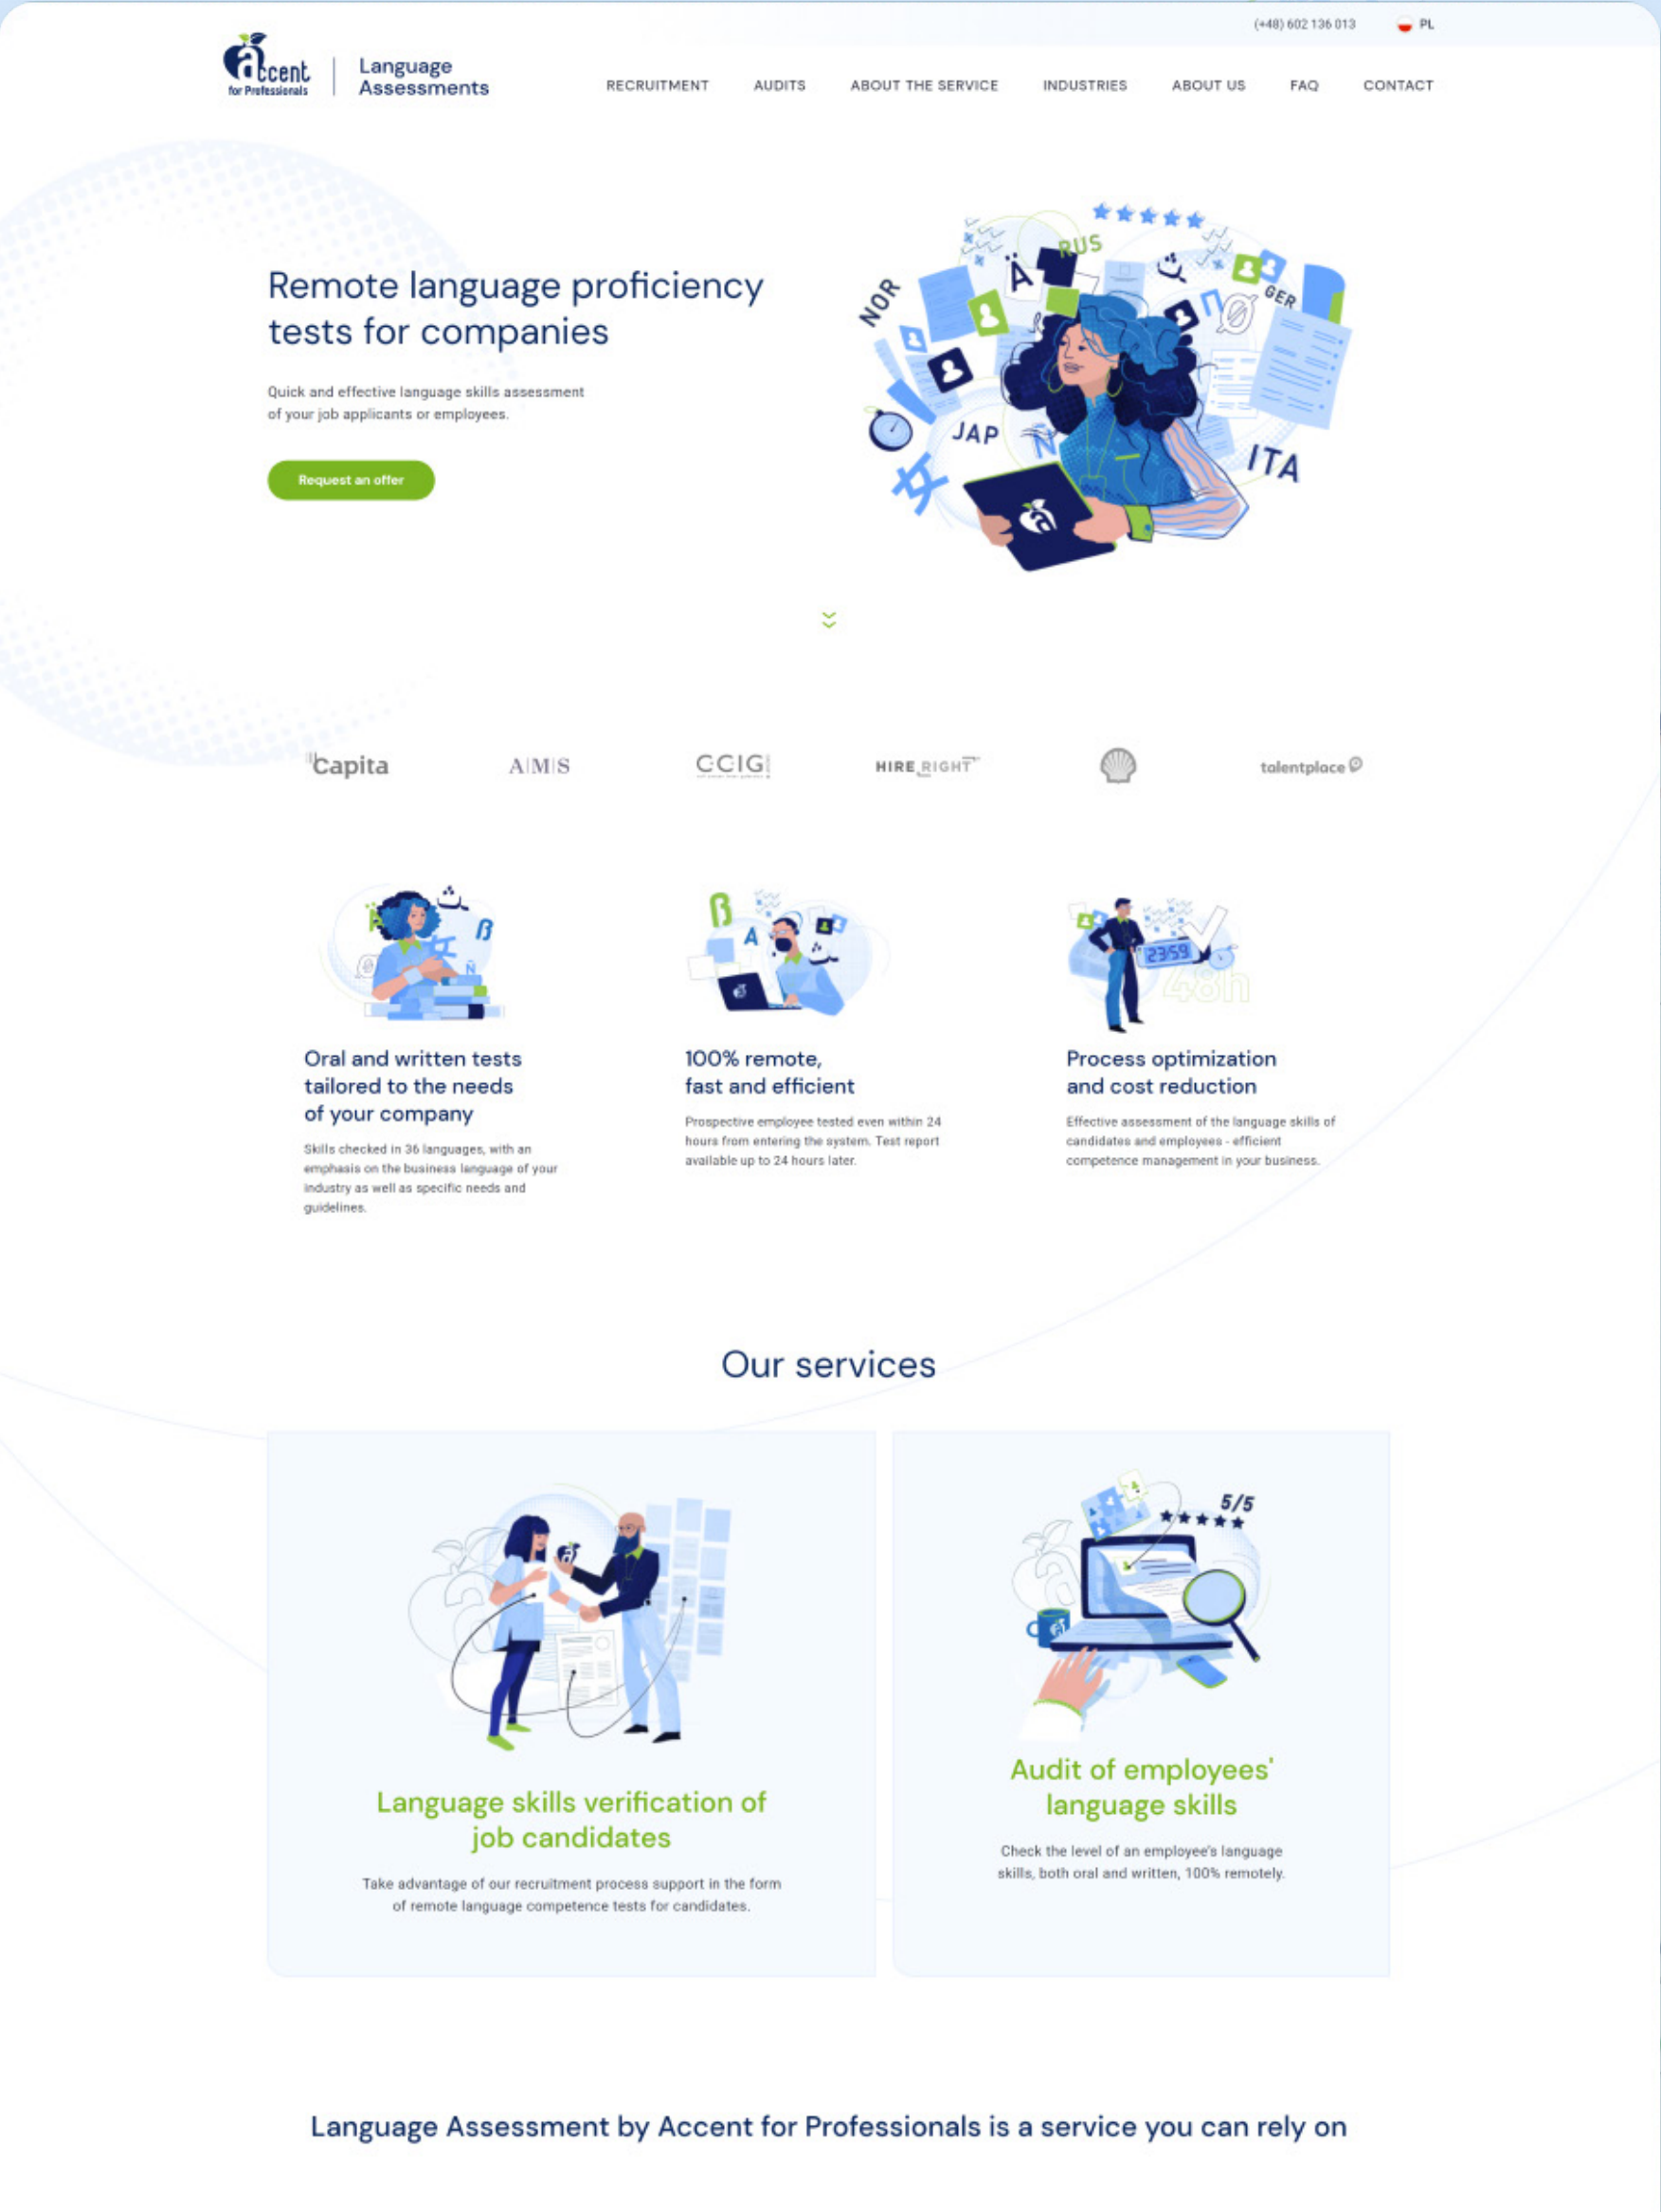 (+48) 602 136 013
PL
accent
for Professionals
Language
Assessments
RECRUITMENT
AUDITS
ABOUT THE SERVICE
INDUSTRIES
ABOUT US
FAQ
CONTACT
Remote language proficiency
tests for companies
Quick and effective language skills assessment
of your job applicants or employees.
Request an offer
RUS
NOR
Ä
GER
П
Ø
JAP
Ñ
ITA
女
Capita
A|M|S
CCIG
HIRE RIGHT
talentplace
Ä
ß
女
Ø
Ñ
ß
A
23:59
48h
Oral and written tests
tailored to the needs
of your company
Skills checked in 36 languages, with an
emphasis on the business language of your
industry as well as specific needs and
guidelines.
100% remote,
fast and efficient
Prospective employee tested even within 24
hours from entering the system. Test report
available up to 24 hours later.
Process optimization
and cost reduction
Effective assessment of the language skills of
candidates and employees - efficient
competence management in your business.
Our services
5/5
Language skills verification of
job candidates
Take advantage of our recruitment process support in the form
of remote language competence tests for candidates.
Audit of employees'
language skills
Check the level of an employee's language
skills, both oral and written, 100% remotely.
Language Assessment by Accent for Professionals is a service you can rely on